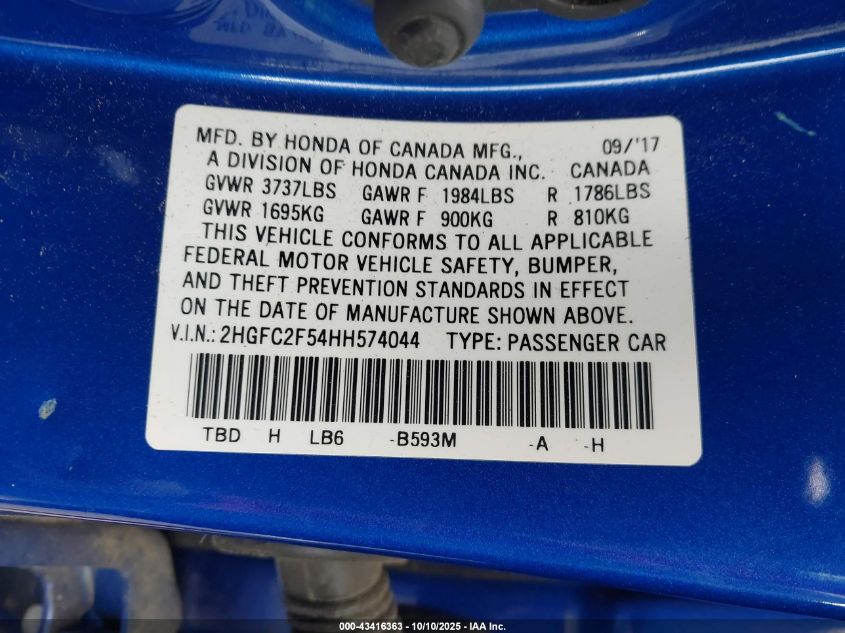 MFD. BY HONDA OF CANADA MFG., 09/'17
A DIVISION OF HONDA CANADA INC. CANADA
GVWR 3737LBS GAWR F 1984LBS R 1786LBS
GVWR 1695KG GAWR F 900KG R 810KG
THIS VEHICLE CONFORMS TO ALL APPLICABLE
FEDERAL MOTOR VEHICLE SAFETY, BUMPER,
AND THEFT PREVENTION STANDARDS IN EFFECT
ON THE DATE OF MANUFACTURE SHOWN ABOVE.
V.I.N.: 2HGFC2F54HH574044 TYPE: PASSENGER CAR
TBD H LB6 -B593M -A -H
000-43416363 - 10/10/2025 - IAA Inc.